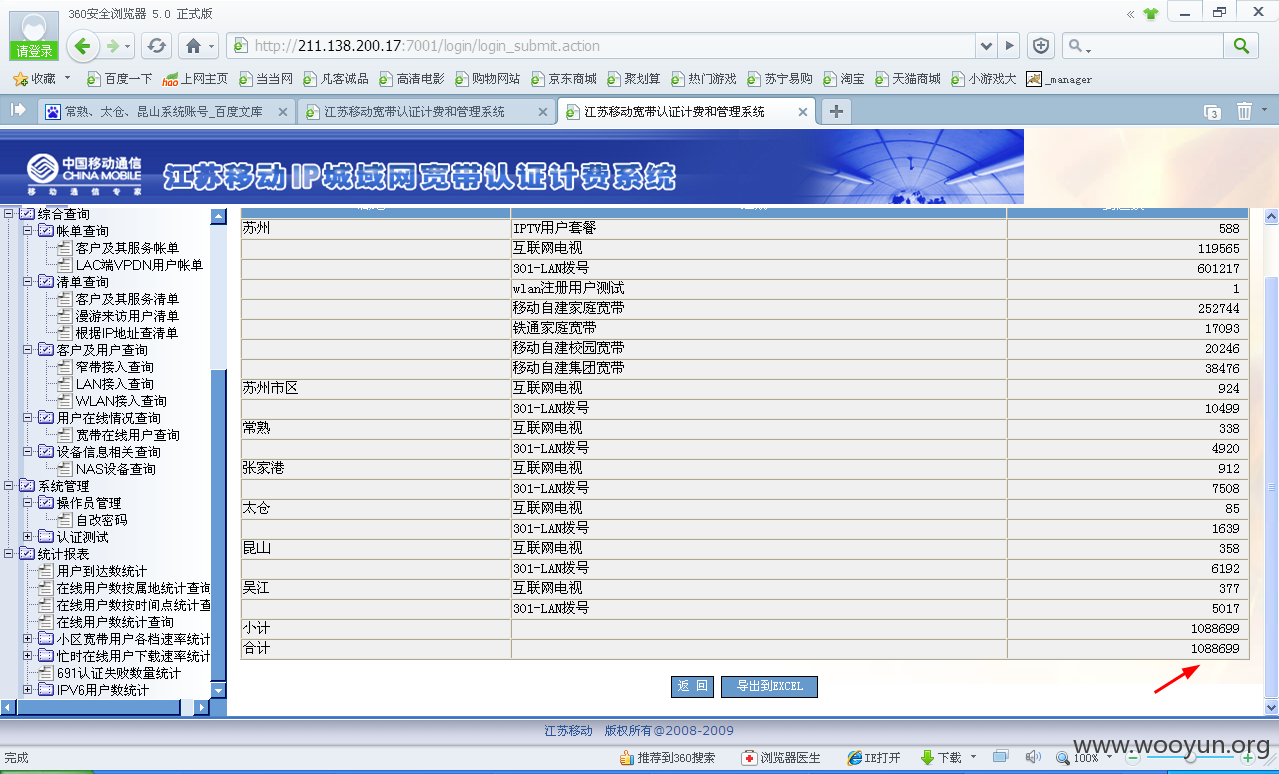 360安全浏览器 5.0 正式版
请登录
http://211.138.200.17:7001/login/login_submit.action
收藏 百度一下 上网主页 当当网 凡客诚品 高清电影 购物网站 京东商城 聚划算 热门游戏 苏宁易购 淘宝 天猫商城 小游戏大 _manager
常熟、太仓、昆山系统账号_百度文库 江苏移动宽带认证计费和管理系统 江苏移动宽带认证计费和管理系统 3
中国移动通信
CHINA MOBILE
移动通信专家
江苏移动IP城域网宽带认证计费系统
综合查询
帐单查询
客户及其服务帐单
LAC端VPDN用户帐单
清单查询
客户及其服务清单
漫游来访用户清单
根据IP地址查清单
客户及用户查询
窄带接入查询
LAN接入查询
WLAN接入查询
用户在线情况查询
宽带在线用户查询
设备信息相关查询
NAS设备查询
系统管理
操作员管理
自改密码
认证测试
统计报表
用户到达数统计
在线用户数按属地统计查询
在线用户数按时间点统计查
在线用户数统计查询
小区宽带用户各档速率统计
忙时在线用户下载速率统计
691认证失败数量统计
IPV6用户数统计
苏州 IPTV用户套餐 588
互联网电视 119565
301-LAN拨号 601217
wlan注册用户测试 1
移动自建家庭宽带 252744
铁通家庭宽带 17093
移动自建校园宽带 20246
移动自建集团宽带 38476
苏州市区 互联网电视 924
301-LAN拨号 10499
常熟 互联网电视 338
301-LAN拨号 4920
张家港 互联网电视 912
301-LAN拨号 7508
太仓 互联网电视 85
301-LAN拨号 1639
昆山 互联网电视 358
301-LAN拨号 6192
吴江 互联网电视 377
301-LAN拨号 5017
小计 1088699
合计 1088699
返 回 导出到EXCEL
江苏移动 版权所有@2008-2009
www.wooyun.org
完成 推荐到360搜索 浏览器医生 IE打开 下载 100%